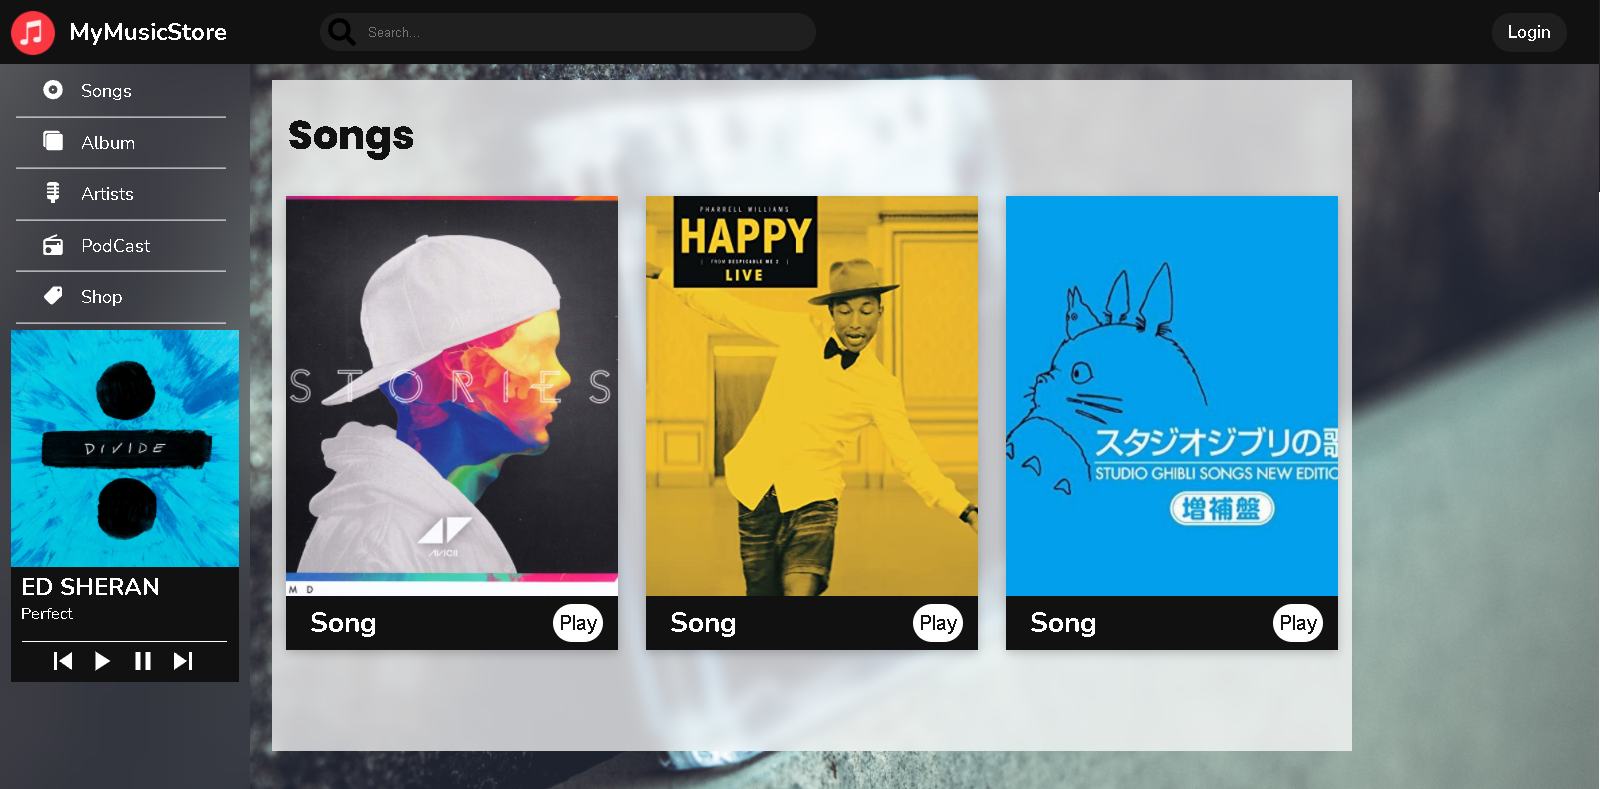 MyMusicStore
Search...
Login
Songs
Album
Artists
PodCast
Shop
DIVIDE
ED SHERAN
Perfect
Songs
STORIES
AVICII
M D
Song
Play
PHARRELL WILLIAMS
HAPPY
| FROM DESPICABLE ME 2 |
LIVE
Song
Play
スタジオジブリの歌
STUDIO GHIBLI SONGS NEW EDITIO
増補盤
Song
Play